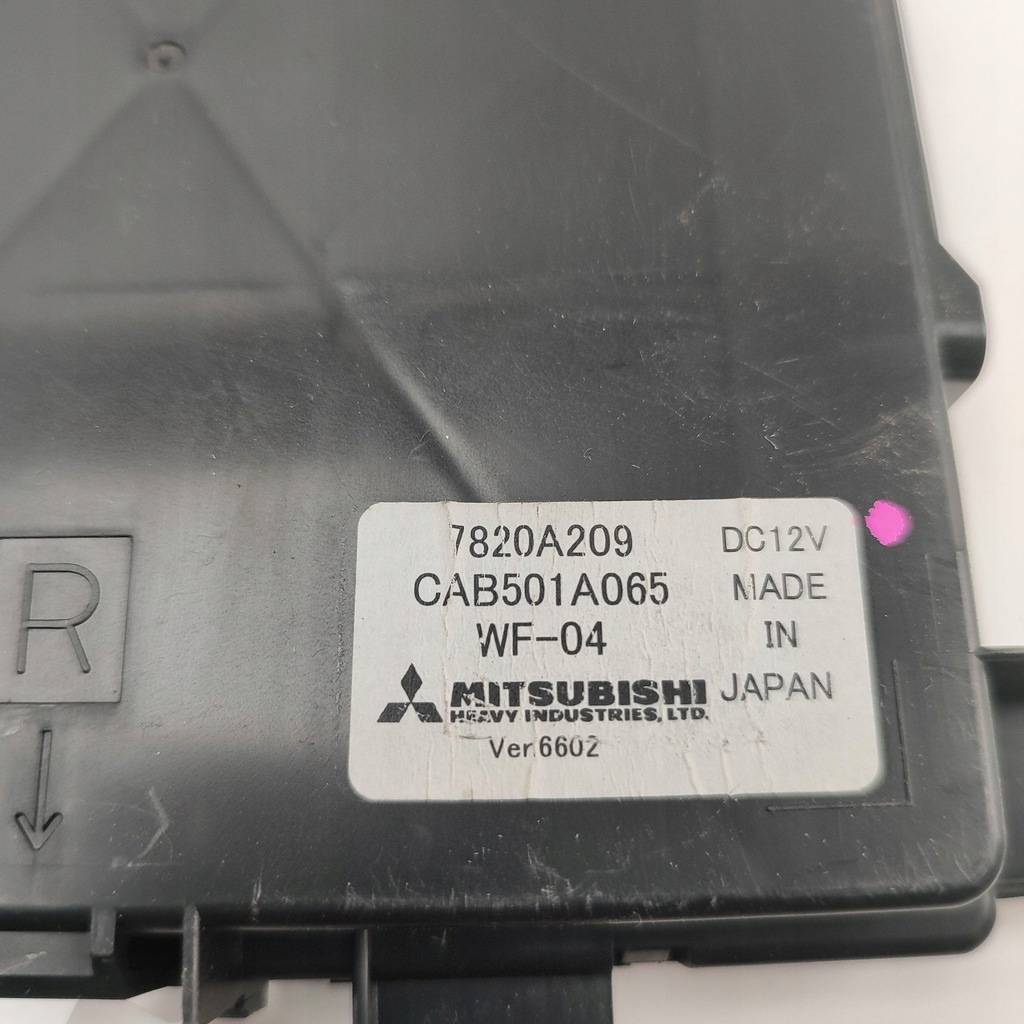 7820A209
CAB501A065
WF-04
MITSUBISHI
HEAVY INDUSTRIES, LTD.
Ver.6602
DC12V
MADE
IN
JAPAN
R